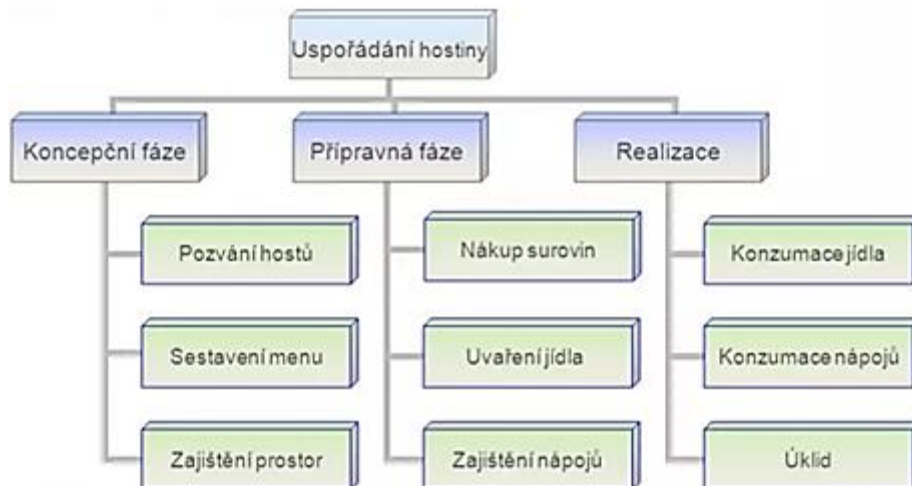 Uspořádání hostiny
Koncepční fáze
Přípravná fáze
Realizace
Pozvání hostů
Nákup surovin
Konzumace jídla
Sestavení menu
Uvaření jídla
Konzumace nápojů
Zajištění prostor
Zajištění nápojů
Úklid